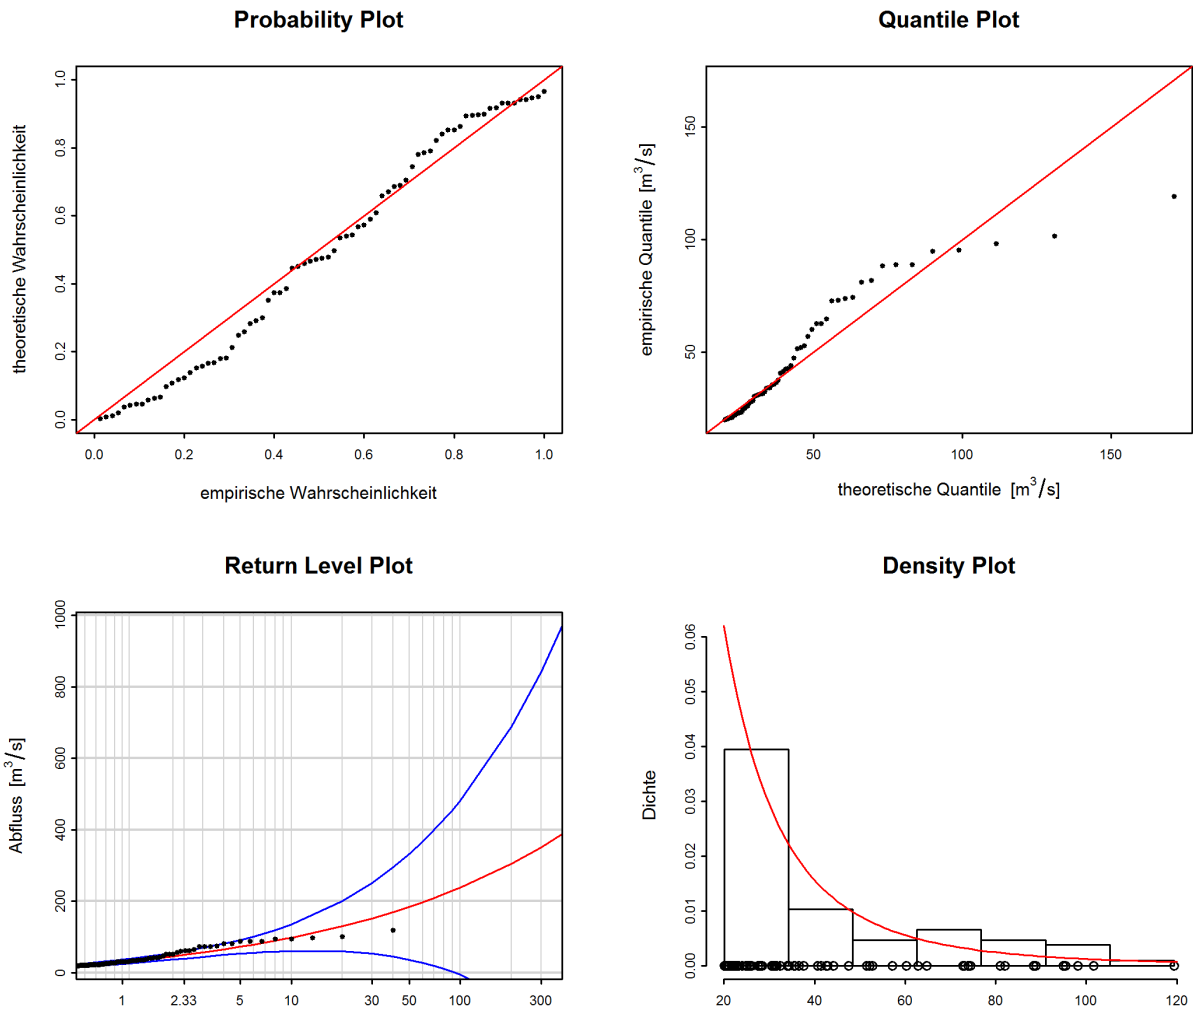 Probability Plot
theoretische Wahrscheinlichkeit
1.0
0.8
0.6
0.4
0.2
0.0
0.0 0.2 0.4 0.6 0.8 1.0
empirische Wahrscheinlichkeit
Quantile Plot
empirische Quantile [m³/s]
150
100
50
50 100 150
theoretische Quantile [m³/s]
Return Level Plot
Abfluss [m³/s]
1000
800
600
400
200
0
1 2.33 5 10 30 50 100 300
Density Plot
Dichte
0.06
0.05
0.04
0.03
0.02
0.01
0.00
20 40 60 80 100 120